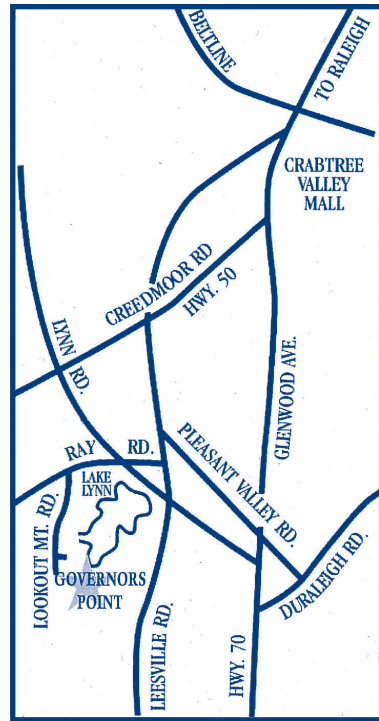 BELTLINE
TO RALEIGH
CRABTREE
VALLEY
MALL
CREEDMOOR RD
HWY. 50
LYNN RD.
GLENWOOD AVE.
RAY RD.
PLEASANT VALLEY RD.
LAKE
LYNN
LOOKOUT MT. RD.
GOVERNORS
POINT
DURALEIGH RD.
LEESVILLE RD.
HWY. 70